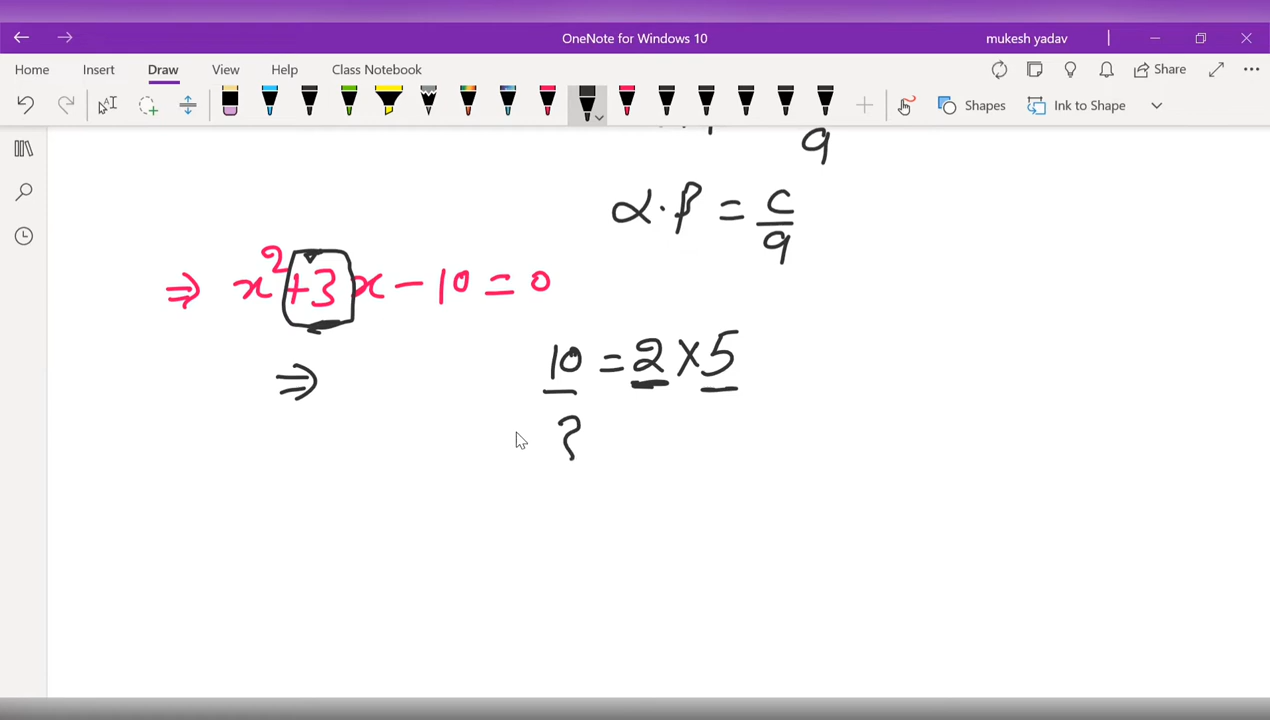 OneNote for Windows 10
mukesh yadav
Home Insert Draw View Help Class Notebook
Share
Shapes
Ink to Shape
a
α·β = c/a
⇒ x²+3x−10=0
10 = 2×5
⇒
?